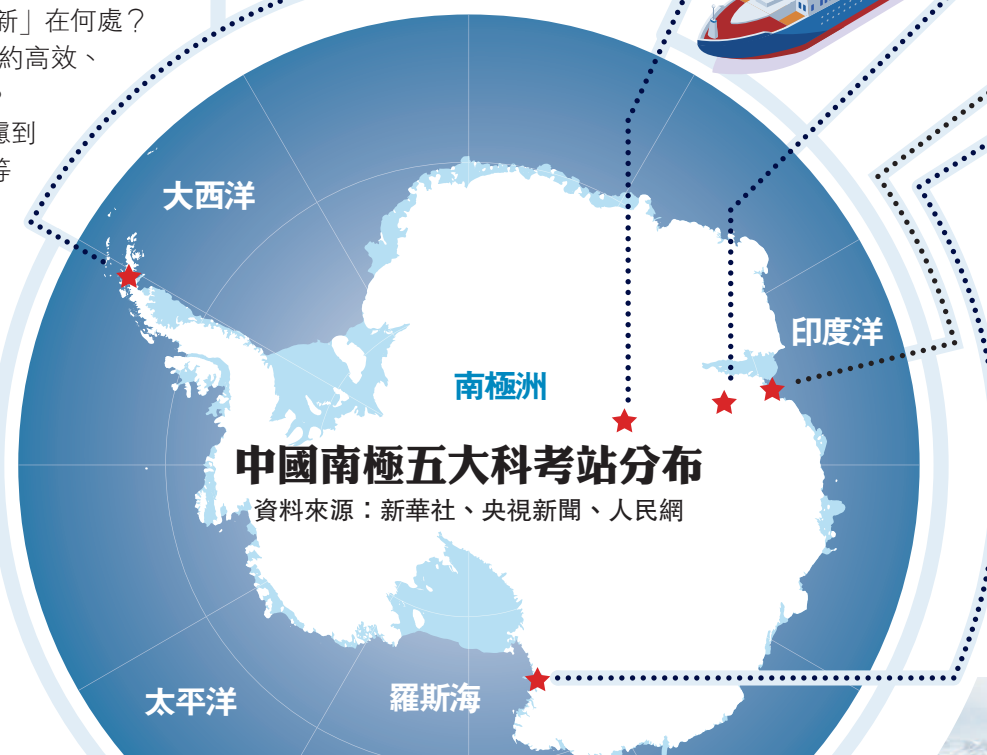 新」在何處？
約高效、
慮到
等
大西洋
印度洋
南極洲
中國南極五大科考站分布
資料來源：新華社、央視新聞、人民網
太平洋
羅斯海